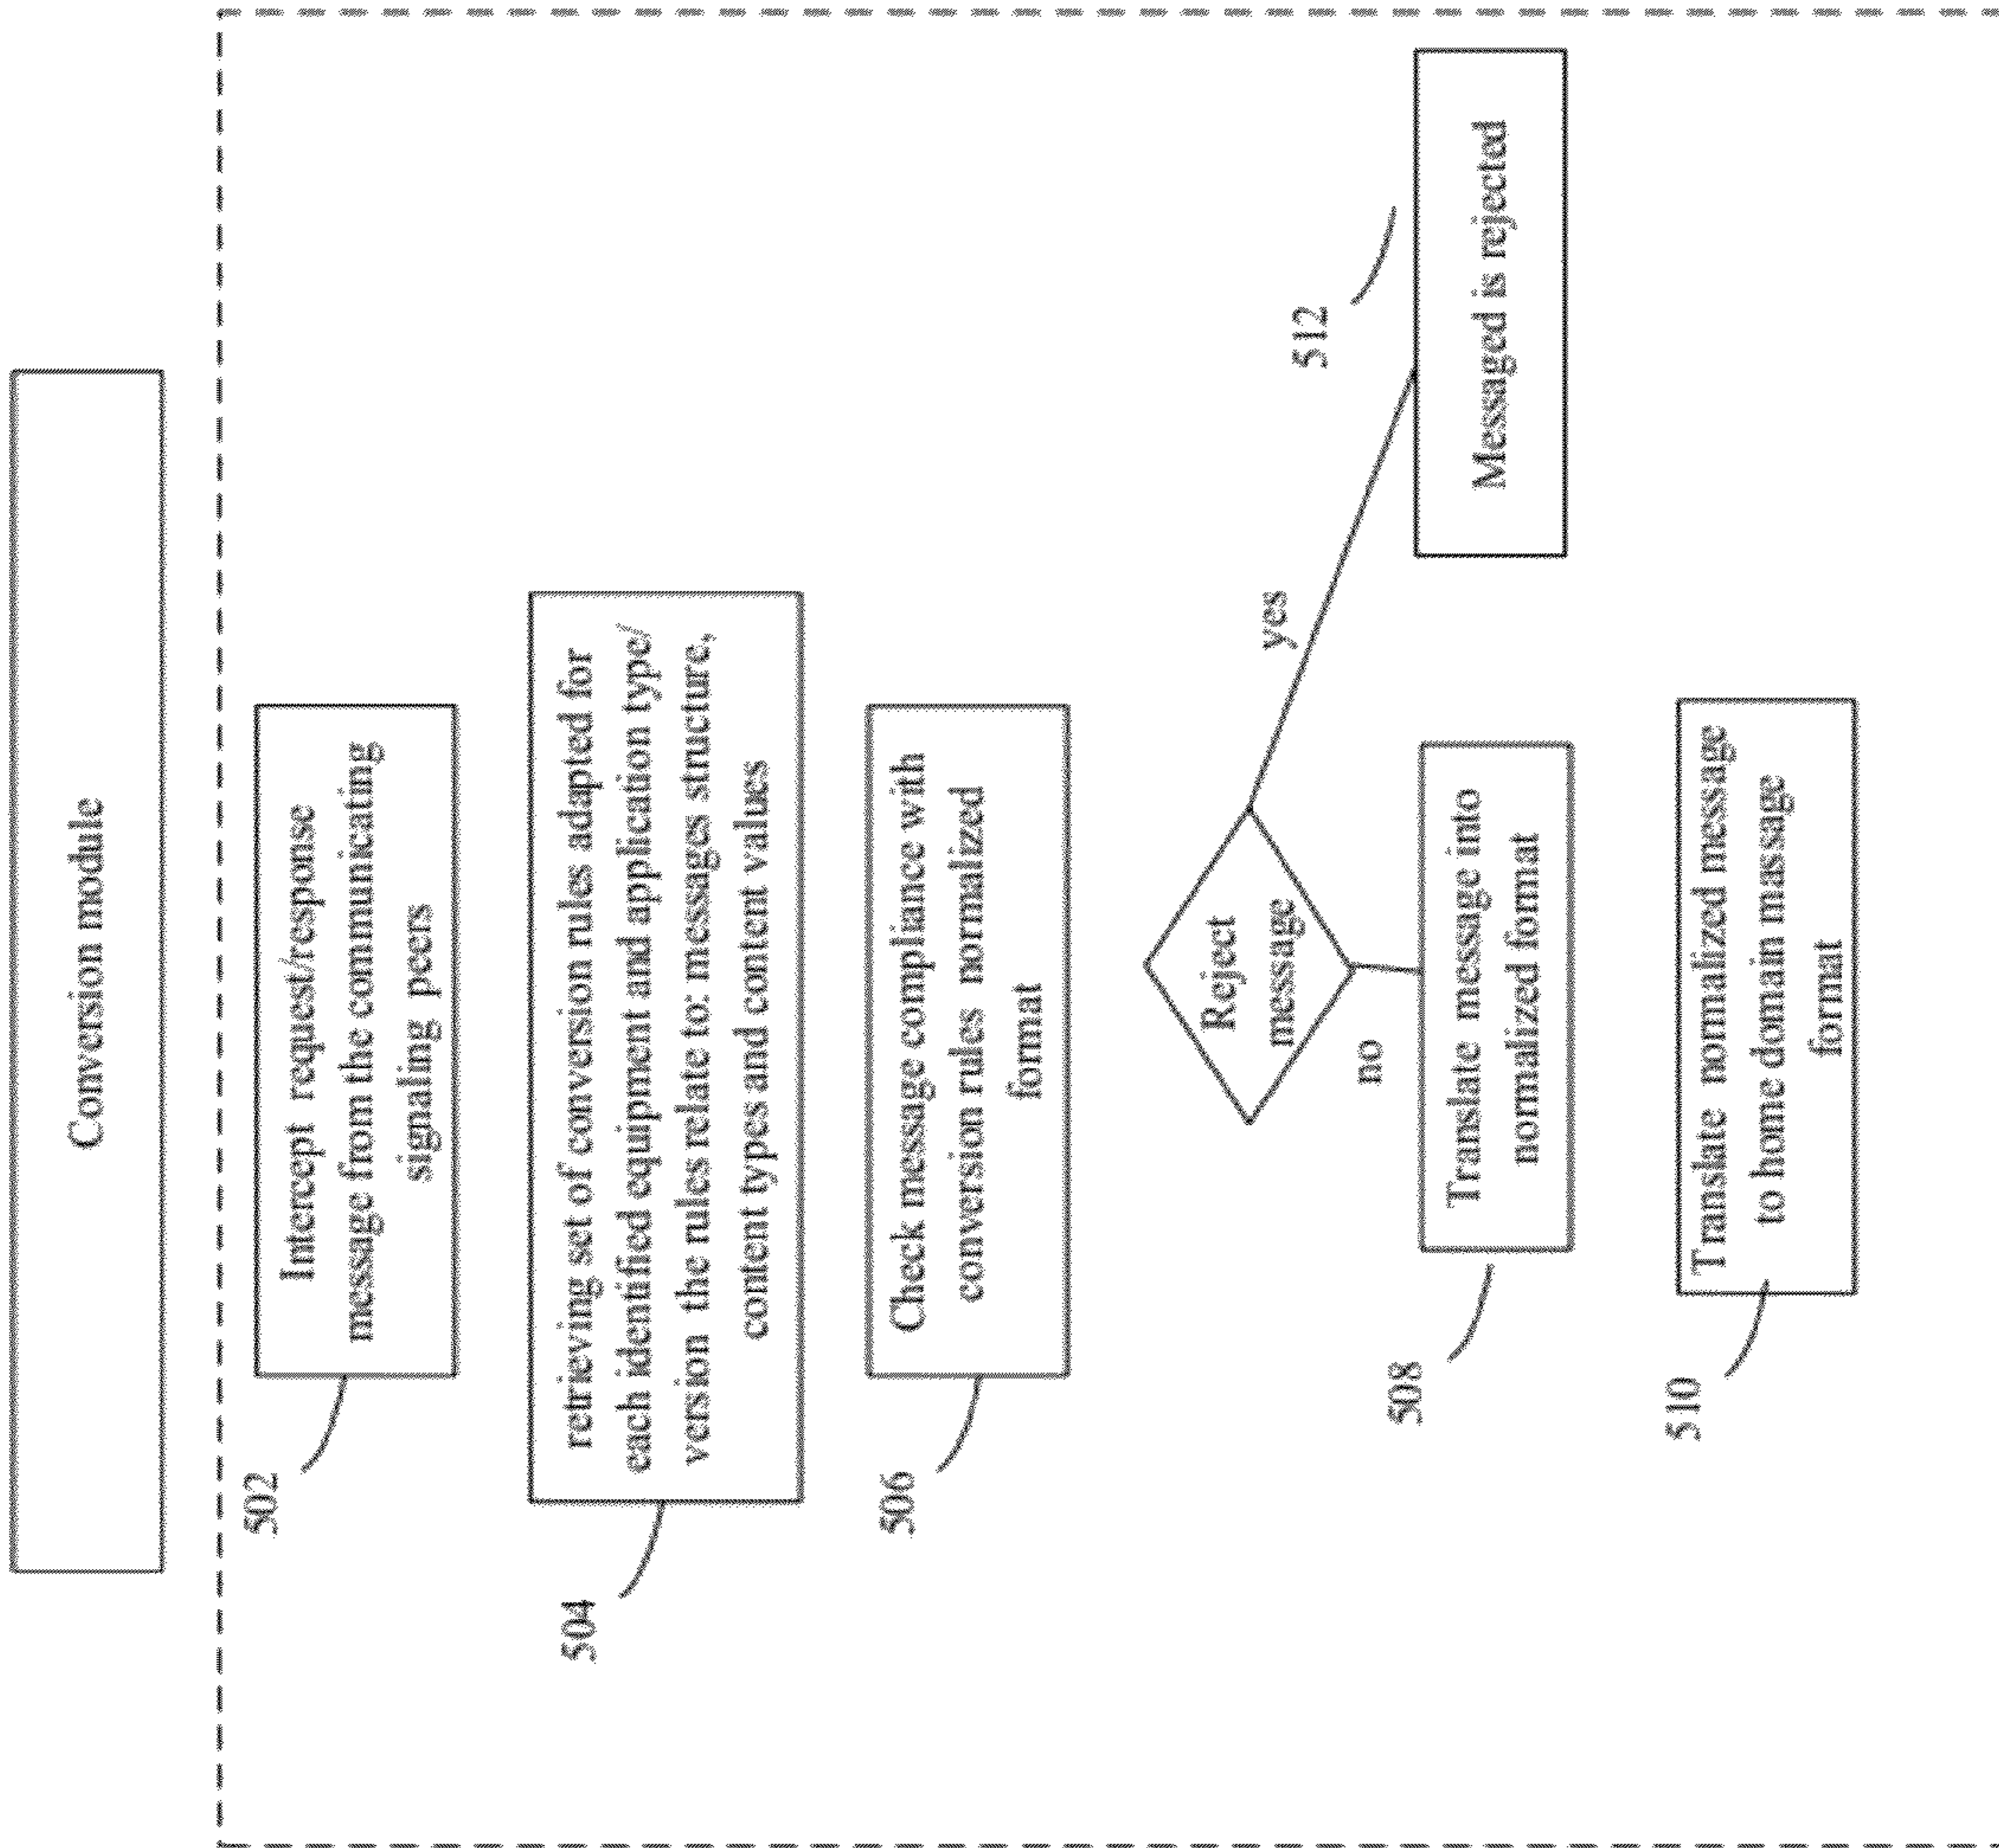 Conversion module
502
Intercept request/response
message from the communicating
signaling peers
504
retrieving set of conversion rules adapted for
each identified equipment and application type/
version the rules relate to: messages structure,
content types and content values
506
Check message compliance with
conversion rules normalized
format
Reject
message
yes
no
512
Messaged is rejected
508
Translate message into
normalized format
510
Translate normalized message
to home domain massage
format